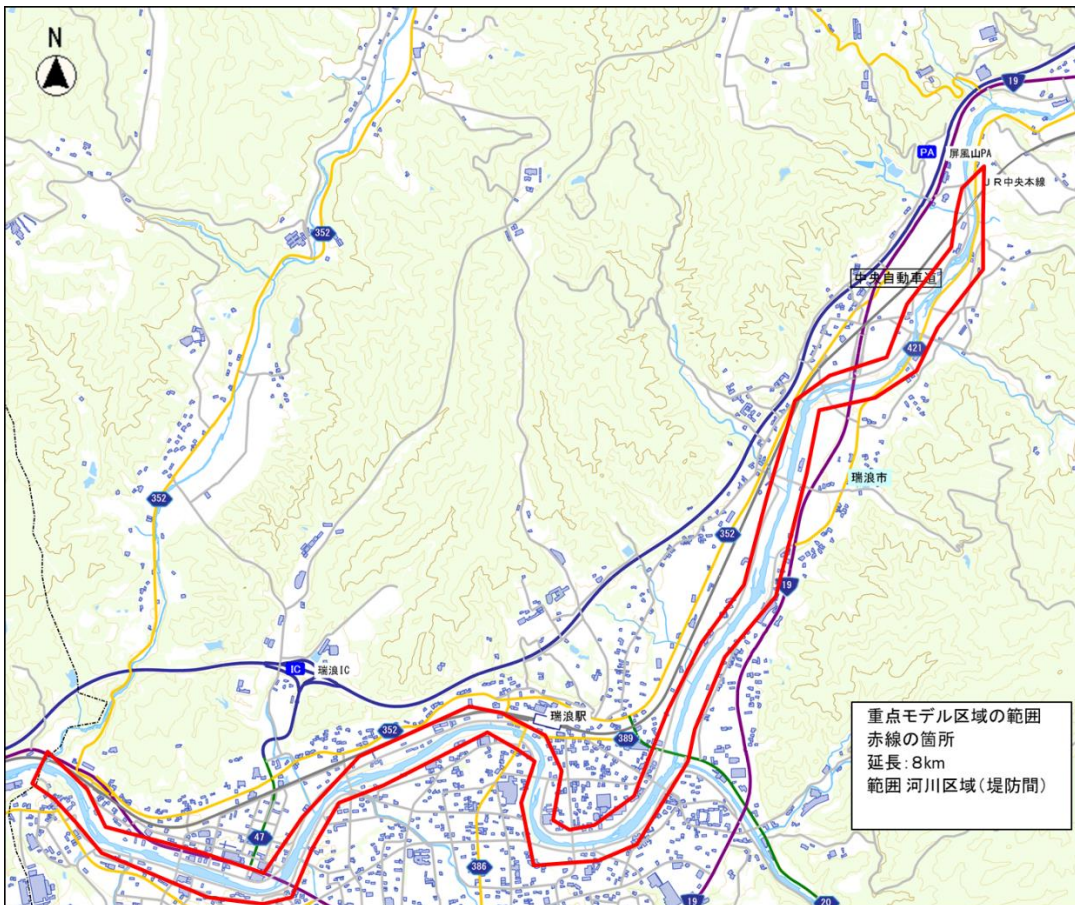 N
19
PA
屏風山PA
JR中央本線
352
中央自動車道
421
352
瑞浪市
352
19
IC
瑞浪IC
瑞浪駅
352
389
重点モデル区域の範囲
赤線の箇所
延長：8km
範囲 河川区域（堤防間）
47
386
19
20